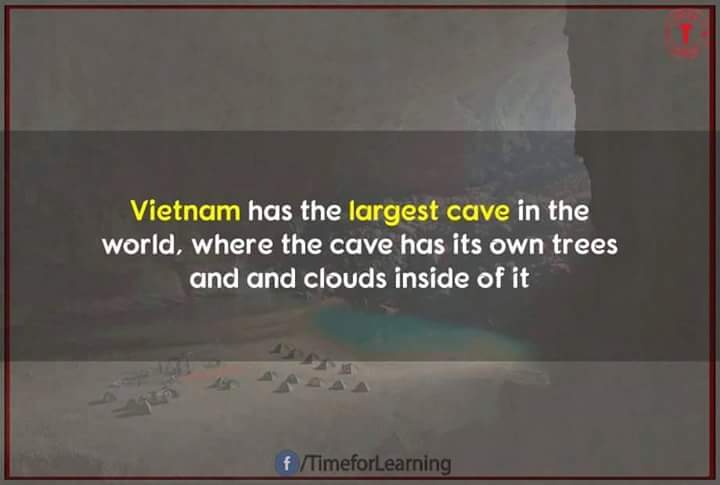 Vietnam has the largest cave in the
world, where the cave has its own trees
and and clouds inside of it
f/TimeforLearning